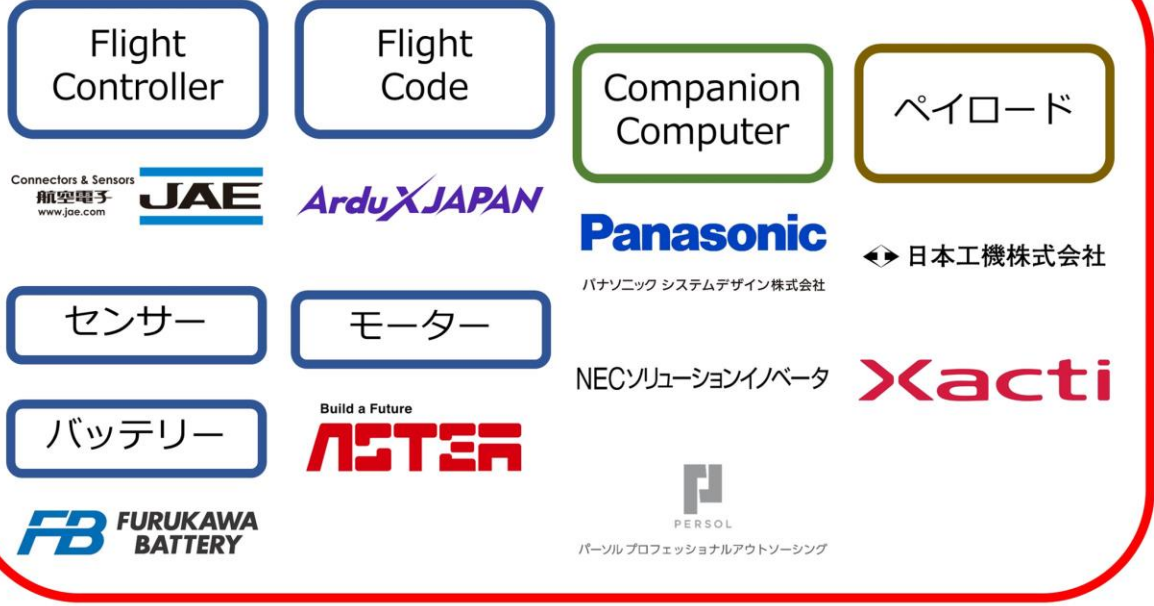 Flight
Controller
Connectors & Sensors
航空電子
www.jae.com
JAE
Flight
Code
ArduXJAPAN
センサー
モーター
バッテリー
Build a Future
ASTER
FB
FURUKAWA
BATTERY
Companion
Computer
Panasonic
パナソニック システムデザイン株式会社
NECソリューションイノベータ
PERSOL
パーソル プロフェッショナルアウトソーシング
ペイロード
日本工機株式会社
Xacti